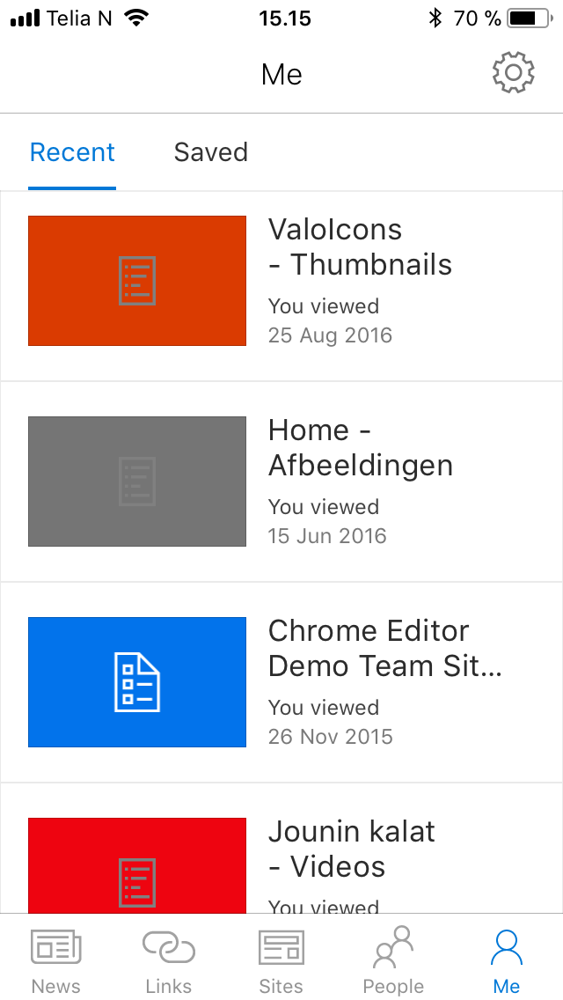 Telia N 15.15 70 %
Me
Recent Saved
ValoIcons
- Thumbnails
You viewed
25 Aug 2016
Home -
Afbeeldingen
You viewed
15 Jun 2016
Chrome Editor
Demo Team Sit...
You viewed
26 Nov 2015
Jounin kalat
- Videos
You viewed
News Links Sites People Me